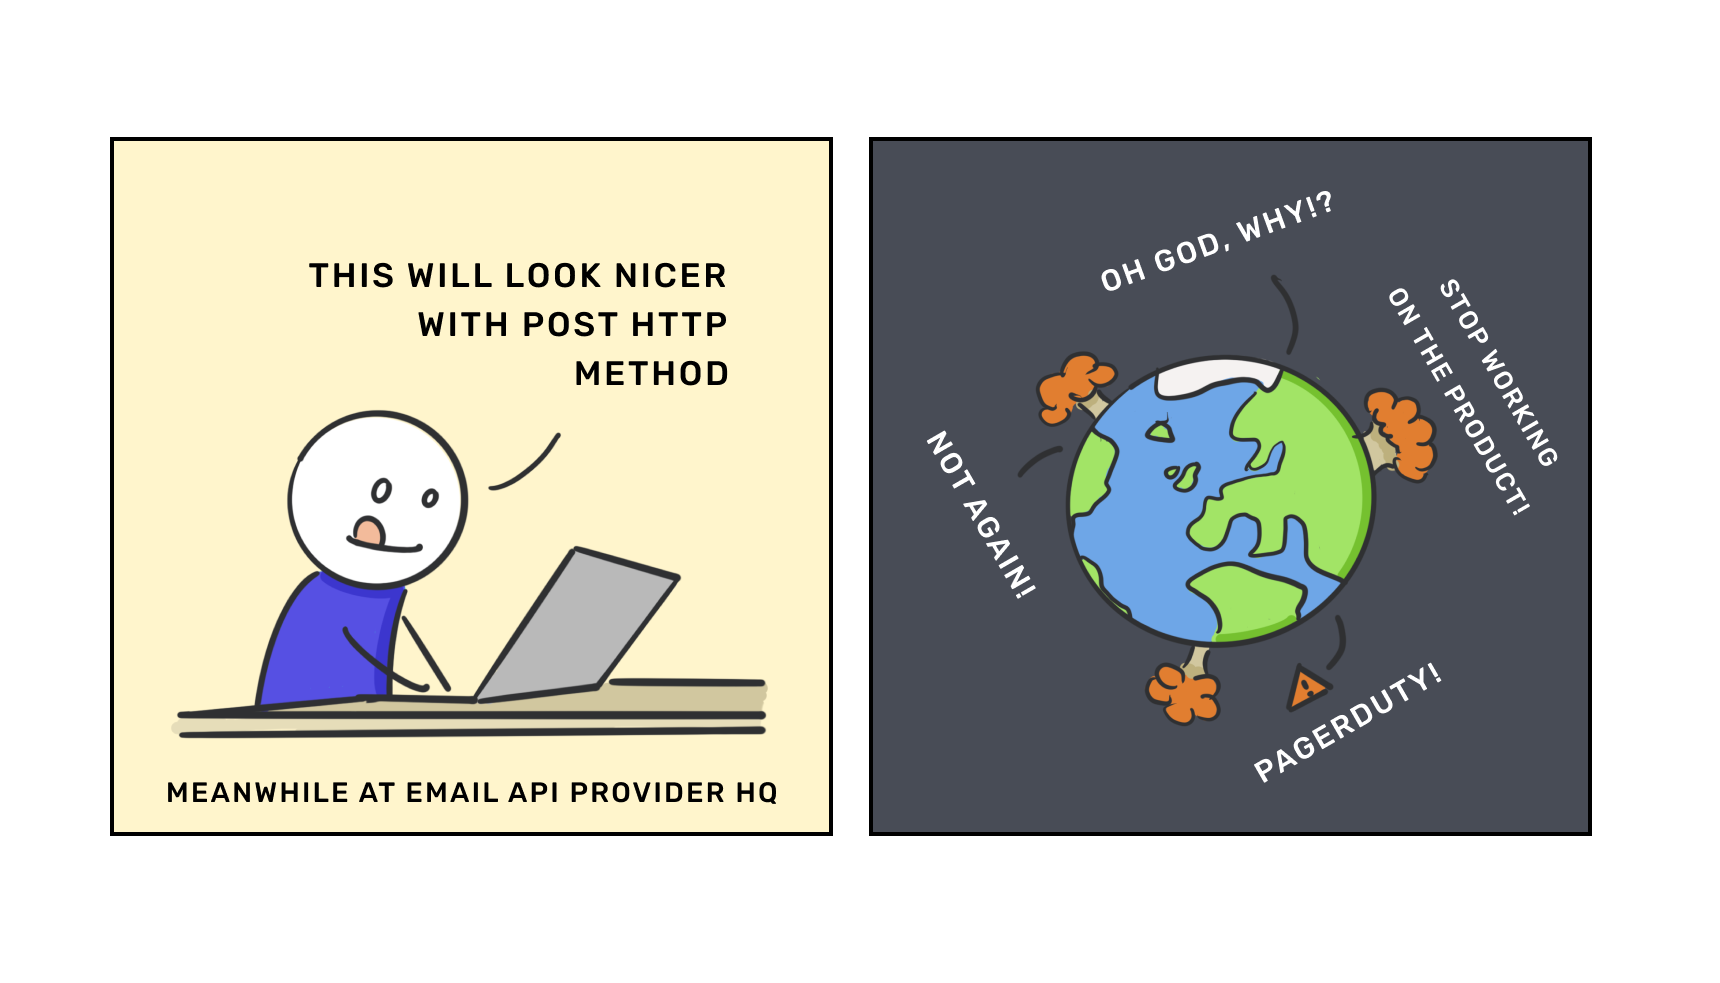 THIS WILL LOOK NICER
WITH POST HTTP
METHOD
MEANWHILE AT EMAIL API PROVIDER HQ
OH GOD, WHY!?
STOP WORKING
ON THE PRODUCT!
NOT AGAIN!
PAGERDUTY!